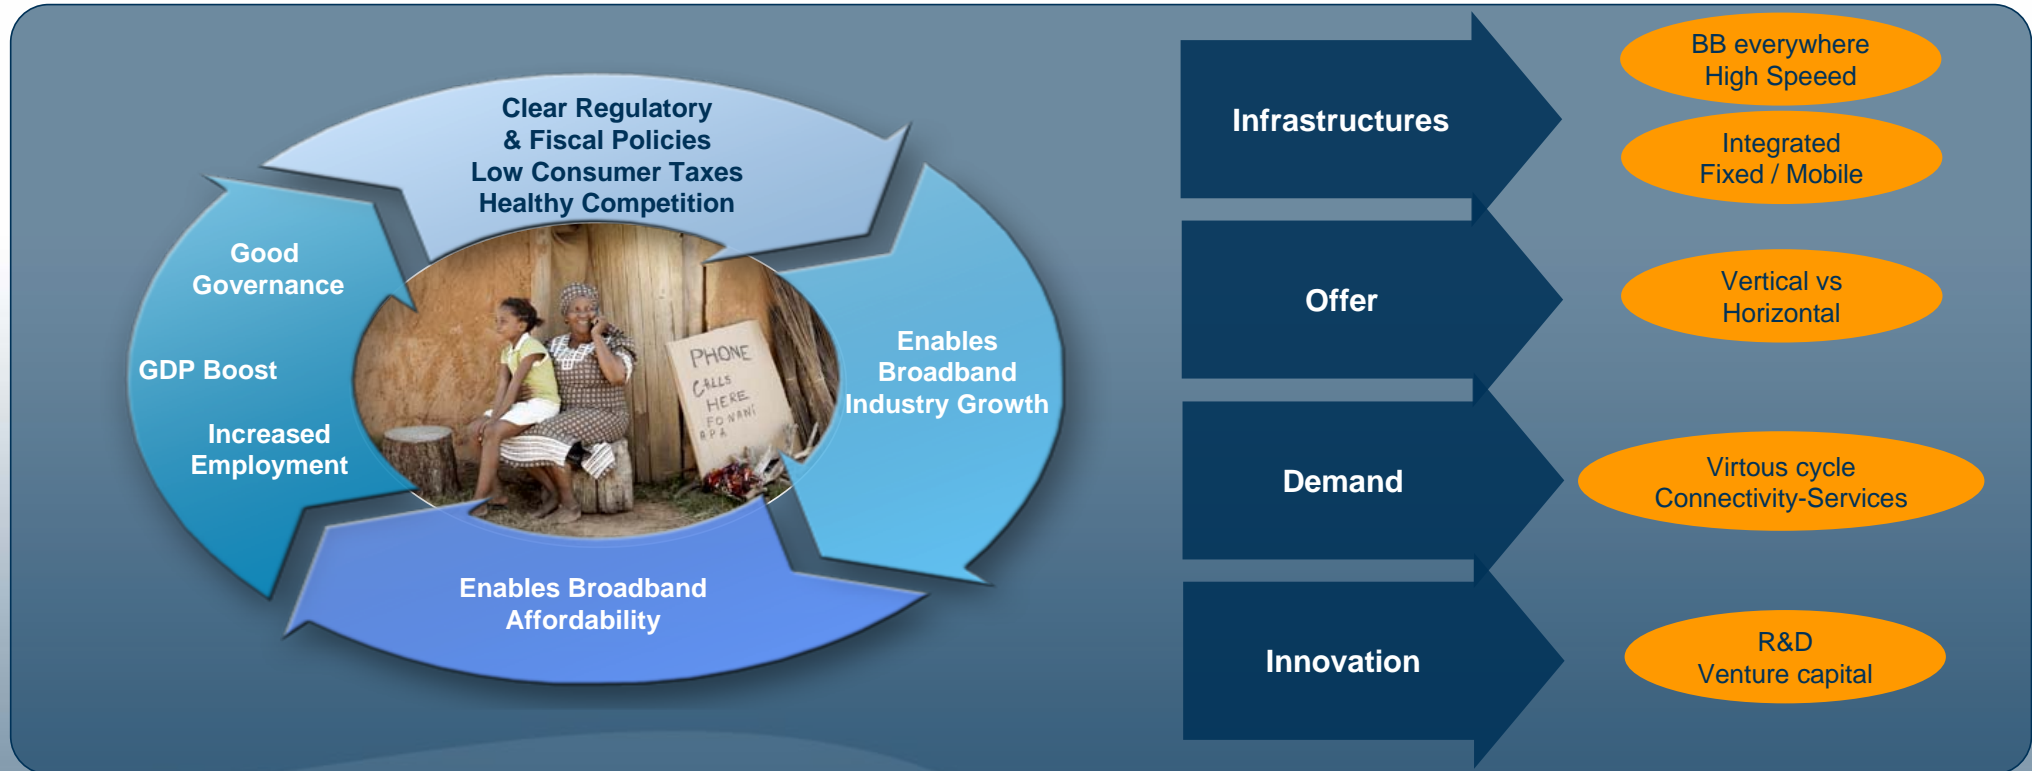 Clear Regulatory
& Fiscal Policies
Low Consumer Taxes
Healthy Competition
Good
Governance
GDP Boost
Increased
Employment
Enables
Broadband
Industry Growth
Enables Broadband
Affordability
PHONE
CALLS
HERE
FONANI
APA
Infrastructures
BB everywhere
High Speeed
Integrated
Fixed / Mobile
Offer
Vertical vs
Horizontal
Demand
Virtous cycle
Connectivity-Services
Innovation
R&D
Venture capital